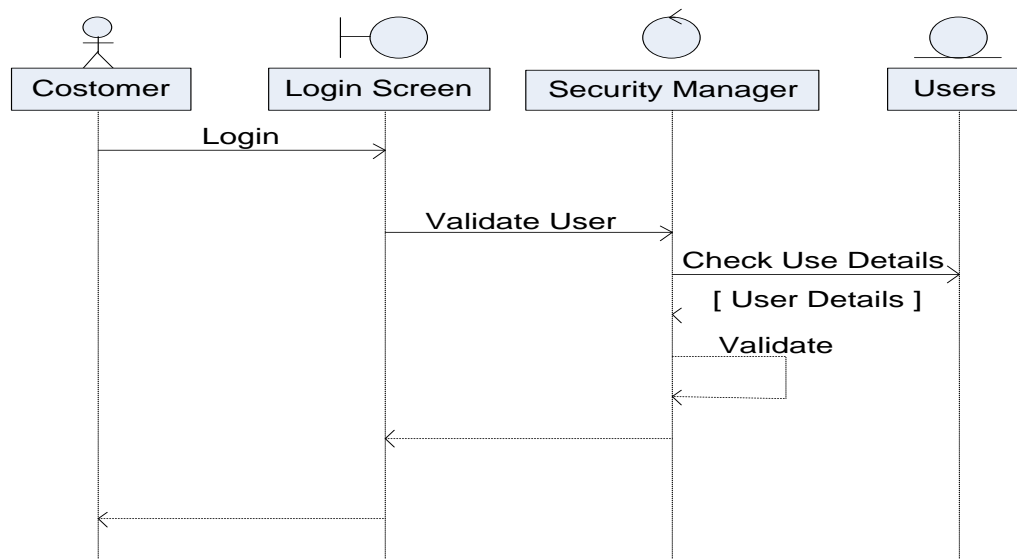 Costomer
Login Screen
Security Manager
Users
Login
Validate User
Check Use Details
[ User Details ]
Validate